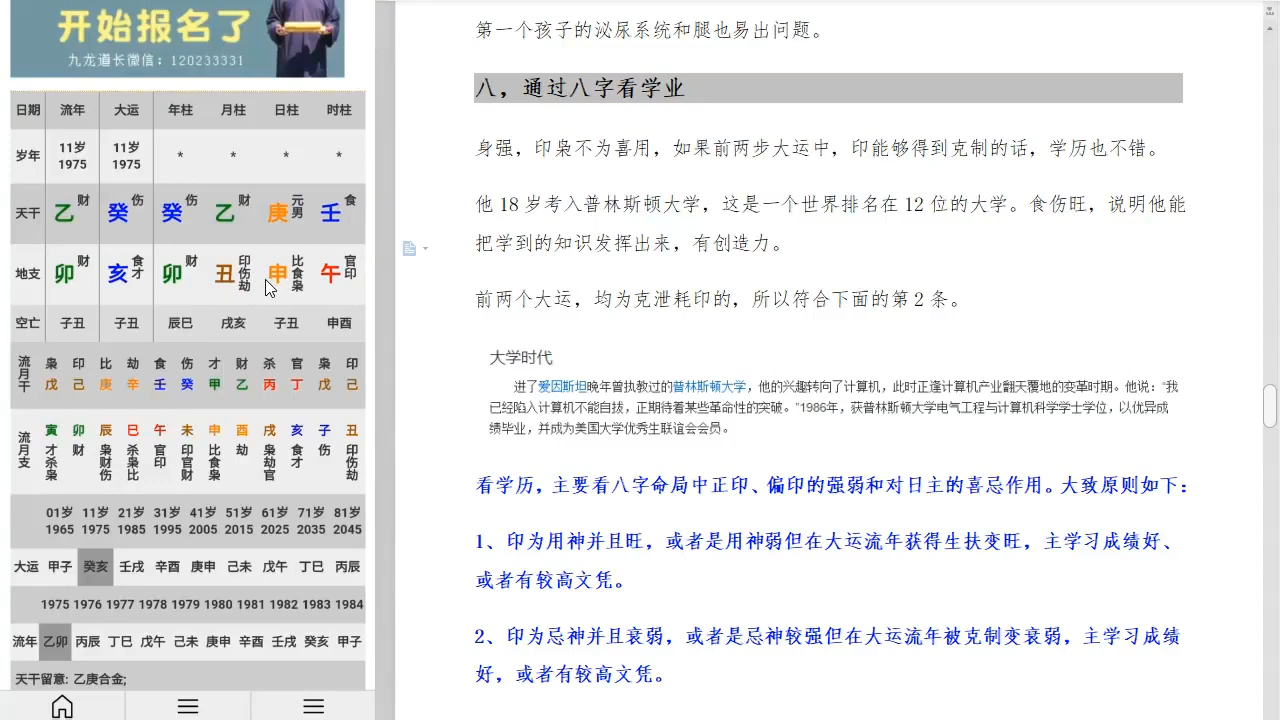 开始报名了
九龙道长微信：120233331
日期 流年 大运 年柱 月柱 日柱 时柱
岁年 11岁 1975 11岁 1975 * * * *
天干 乙财 癸伤 癸伤 乙财 庚元男 壬食
地支 卯财 亥食才 卯财 丑印伤劫 申比食枭 午官印
空亡 子丑 子丑 辰巳 戌亥 子丑 申酉
流月干 枭 印 比 劫 食 伤 才 财 杀 官 枭 印
戊 己 庚 辛 壬 癸 甲 乙 丙 丁 戊 己
流月支 寅 卯 辰 巳 午 未 申 酉 戌 亥 子 丑
才杀枭 财 枭财伤 杀枭比 官印 印官财 比食枭 劫 枭劫官 食才 伤 印伤劫
01岁 11岁 21岁 31岁 41岁 51岁 61岁 71岁 81岁
1965 1975 1985 1995 2005 2015 2025 2035 2045
大运 甲子 癸亥 壬戌 辛酉 庚申 己未 戊午 丁巳 丙辰
1975 1976 1977 1978 1979 1980 1981 1982 1983 1984
流年 乙卯 丙辰 丁巳 戊午 己未 庚申 辛酉 壬戌 癸亥 甲子
天干留意: 乙庚合金;
第一个孩子的泌尿系统和腿也易出问题。
八，通过八字看学业
身强，印枭不为喜用，如果前两步大运中，印能够得到克制的话，学历也不错。
他 18 岁考入普林斯顿大学，这是一个世界排名在 12 位的大学。食伤旺，说明他能
把学到的知识发挥出来，有创造力。
前两个大运，均为克泄耗印的，所以符合下面的第 2 条。
大学时代
进了爱因斯坦晚年曾执教过的普林斯顿大学，他的兴趣转向了计算机，此时正逢计算机产业翻天覆地的变革时期。他说：“我
已经陷入计算机不能自拔，正期待着某些革命性的突破。”1986年，获普林斯顿大学电气工程与计算机科学学士学位，以优异成
绩毕业，并成为美国大学优秀生联谊会会员。
看学历，主要看八字命局中正印、偏印的强弱和对日主的喜忌作用。大致原则如下：
1、印为用神并且旺，或者是用神弱但在大运流年获得生扶变旺，主学习成绩好、
或者有较高文凭。
2、印为忌神并且衰弱，或者是忌神较强但在大运流年被克制变衰弱，主学习成绩
好，或者有较高文凭。